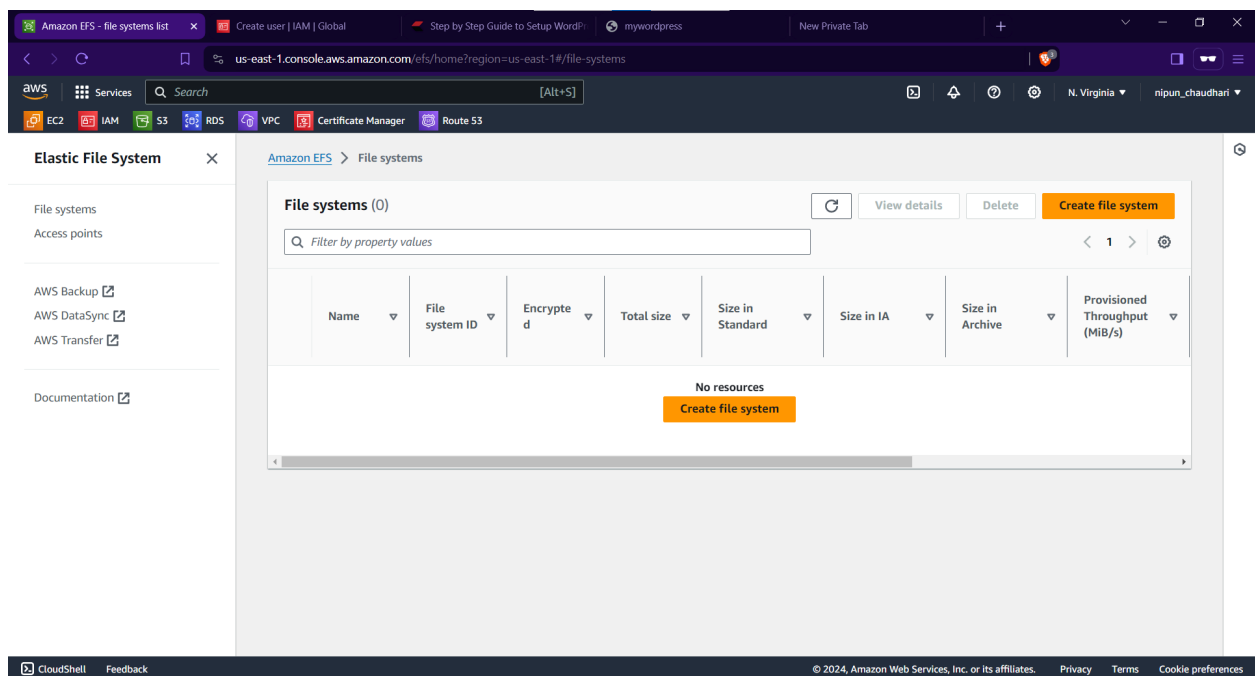 Amazon EFS - file systems list
Create user | IAM | Global
Step by Step Guide to Setup WordPr
mywordpress
New Private Tab
us-east-1.console.aws.amazon.com/efs/home?region=us-east-1#/file-systems
aws Services Search [Alt+S] N. Virginia nipun_chaudhari
EC2 IAM S3 RDS VPC Certificate Manager Route 53
Elastic File System
File systems
Access points
AWS Backup
AWS DataSync
AWS Transfer
Documentation
Amazon EFS > File systems
File systems (0) View details Delete Create file system
Filter by property values
1
Name
File
system ID
Encrypte
d
Total size
Size in
Standard
Size in IA
Size in
Archive
Provisioned
Throughput
(MiB/s)
No resources
Create file system
CloudShell Feedback © 2024, Amazon Web Services, Inc. or its affiliates. Privacy Terms Cookie preferences